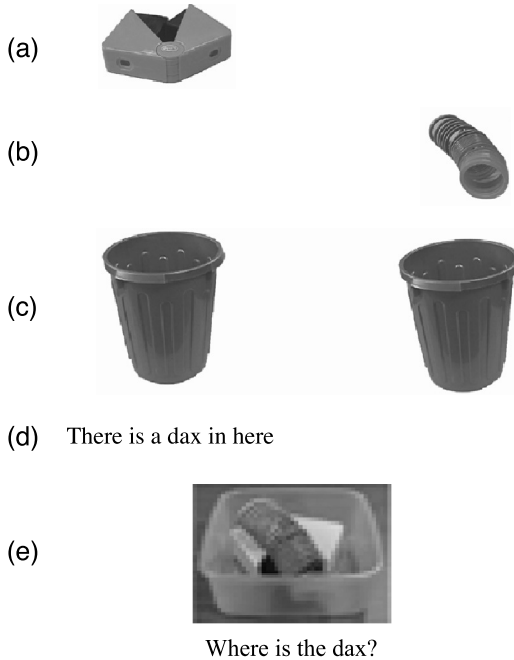 (a)
(b)
(c)
(d) There is a dax in here
(e)
Where is the dax?